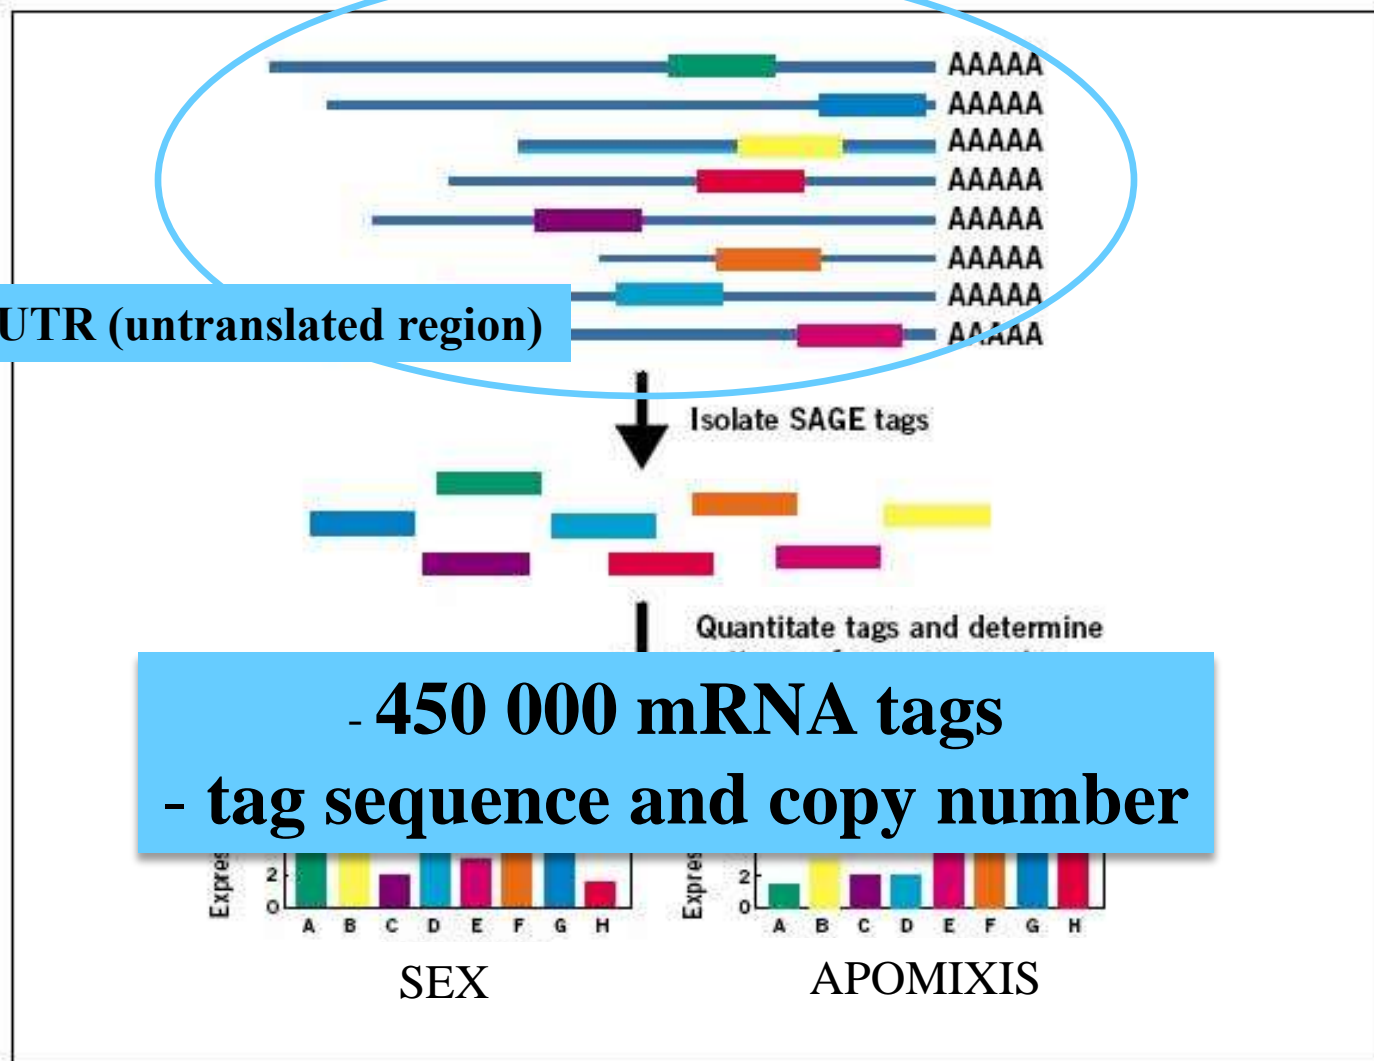 AAAAA
AAAAA
AAAAA
AAAAA
AAAAA
AAAAA
AAAAA
UTR (untranslated region)
AAAAA
Isolate SAGE tags
Quantitate tags and determine
- 450 000 mRNA tags
- tag sequence and copy number
2
0
A B C D E F G H
SEX
2
0
A B C D E F G H
APOMIXIS